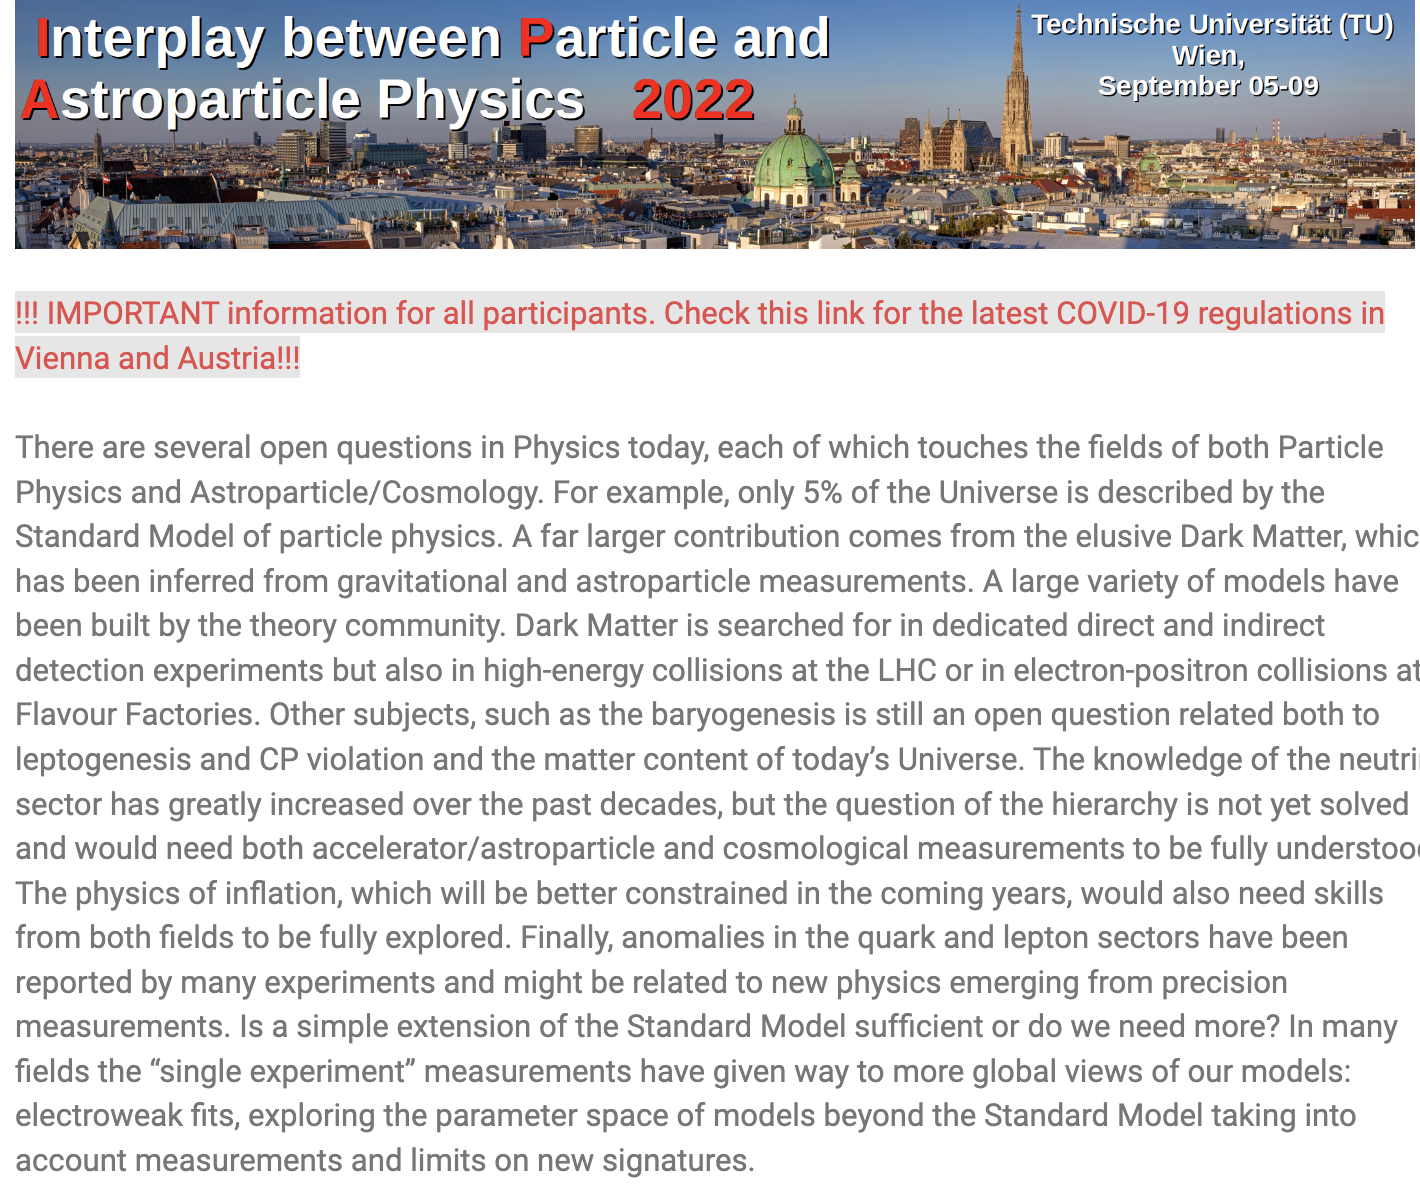 Interplay between Particle and
Astroparticle Physics 2022
Technische Universität (TU)
Wien,
September 05-09
!!! IMPORTANT information for all participants. Check this link for the latest COVID-19 regulations in
Vienna and Austria!!!
There are several open questions in Physics today, each of which touches the fields of both Particle
Physics and Astroparticle/Cosmology. For example, only 5% of the Universe is described by the
Standard Model of particle physics. A far larger contribution comes from the elusive Dark Matter, whic
has been inferred from gravitational and astroparticle measurements. A large variety of models have
been built by the theory community. Dark Matter is searched for in dedicated direct and indirect
detection experiments but also in high-energy collisions at the LHC or in electron-positron collisions at
Flavour Factories. Other subjects, such as the baryogenesis is still an open question related both to
leptogenesis and CP violation and the matter content of today’s Universe. The knowledge of the neutri
sector has greatly increased over the past decades, but the question of the hierarchy is not yet solved
and would need both accelerator/astroparticle and cosmological measurements to be fully understoo
The physics of inflation, which will be better constrained in the coming years, would also need skills
from both fields to be fully explored. Finally, anomalies in the quark and lepton sectors have been
reported by many experiments and might be related to new physics emerging from precision
measurements. Is a simple extension of the Standard Model sufficient or do we need more? In many
fields the “single experiment” measurements have given way to more global views of our models:
electroweak fits, exploring the parameter space of models beyond the Standard Model taking into
account measurements and limits on new signatures.